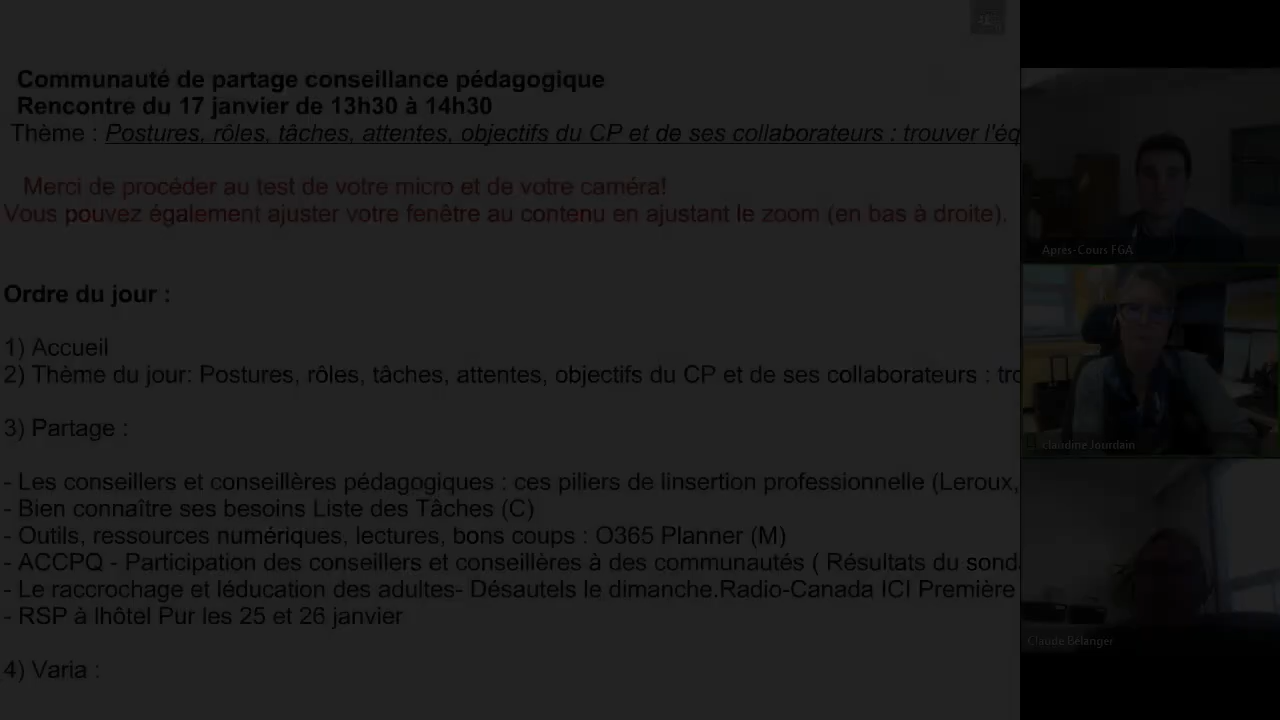 Communauté de partage conseillance pédagogique
Rencontre du 17 janvier de 13h30 à 14h30
Thème : Postures, rôles, tâches, attentes, objectifs du CP et de ses collaborateurs : trouver l'éq
Merci de procéder au test de votre micro et de votre caméra!
Vous pouvez également ajuster votre fenêtre au contenu en ajustant le zoom (en bas à droite).
Ordre du jour :
1) Accueil
2) Thème du jour: Postures, rôles, tâches, attentes, objectifs du CP et de ses collaborateurs : tro
3) Partage :
- Les conseillers et conseillères pédagogiques : ces piliers de linsertion professionnelle (Leroux,
- Bien connaître ses besoins Liste des Tâches (C)
- Outils, ressources numériques, lectures, bons coups : O365 Planner (M)
- ACCPQ - Participation des conseillers et conseillères à des communautés ( Résultats du sond
- Le raccrochage et léducation des adultes- Désautels le dimanche.Radio-Canada ICI Première
- RSP à lhôtel Pur les 25 et 26 janvier
4) Varia :
Après-Cours FGA
claudine Jourdain
Claude Bélanger